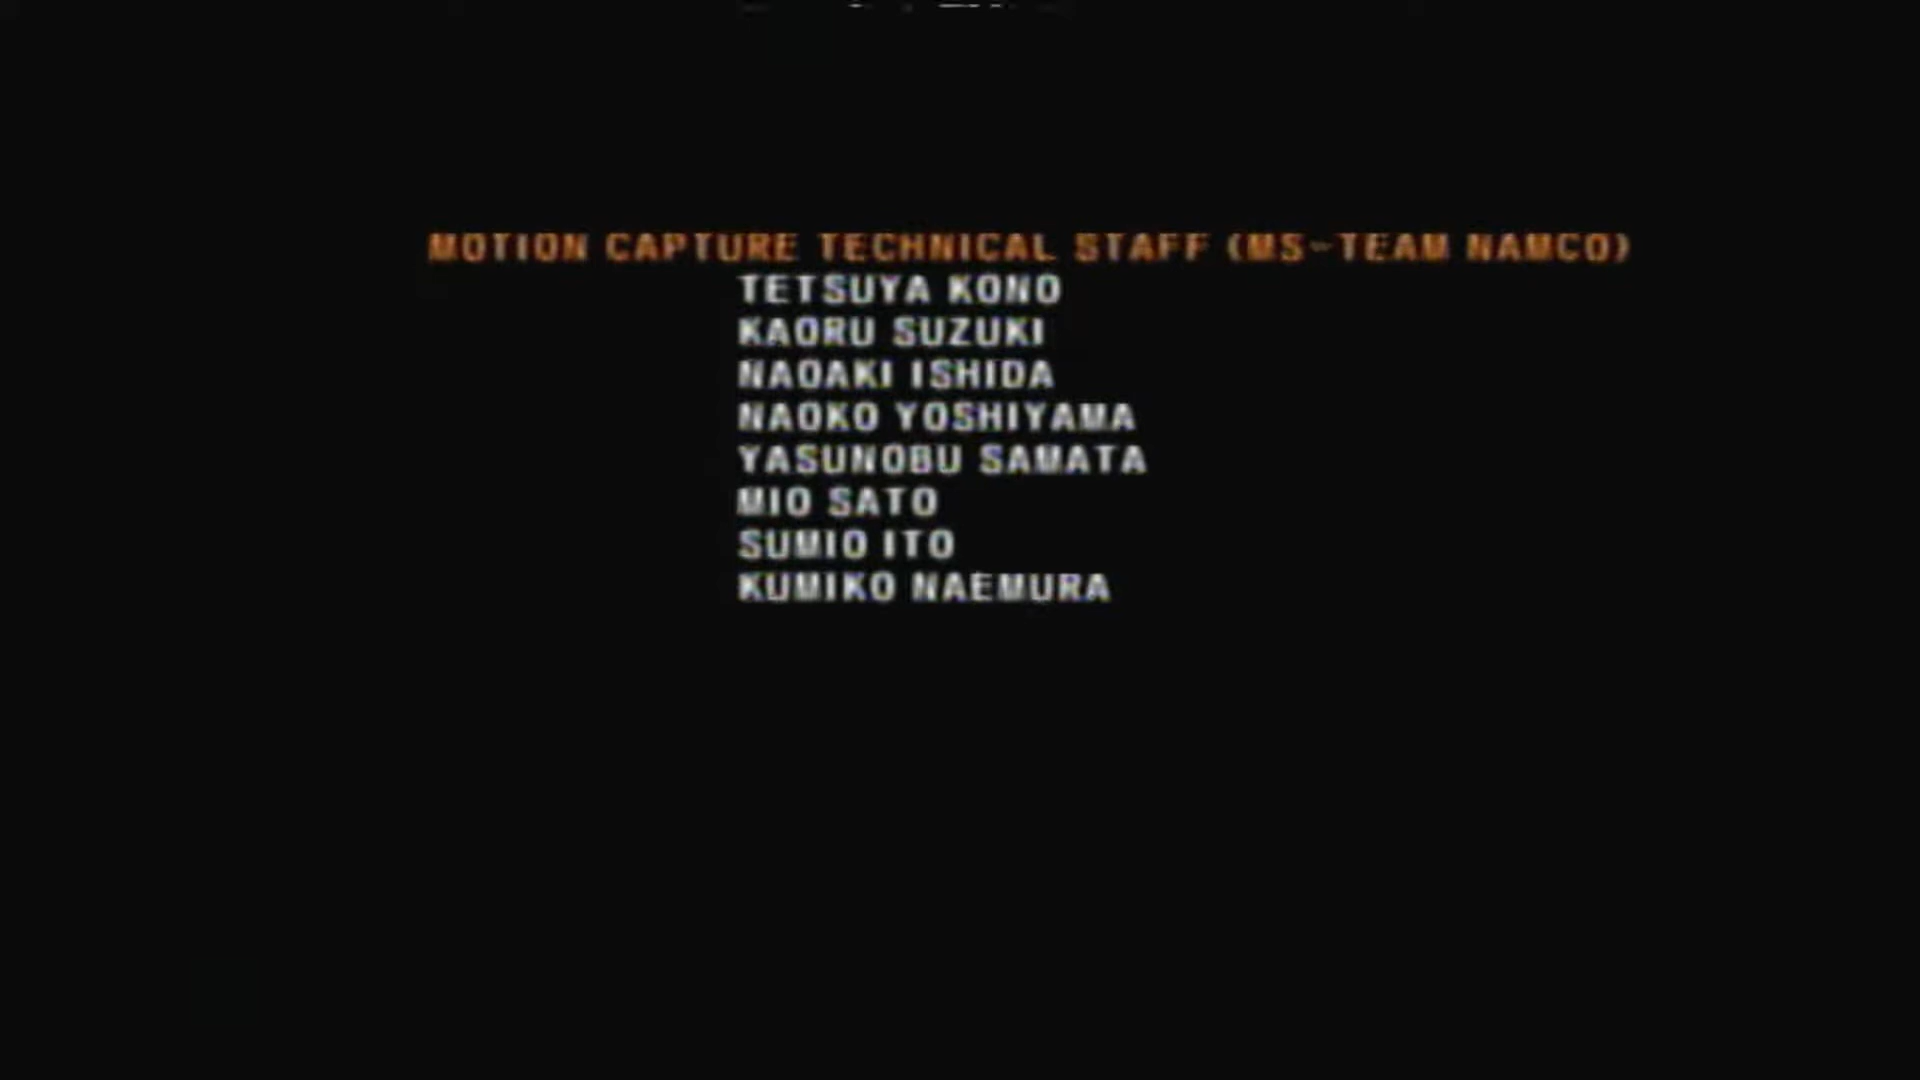 MOTION CAPTURE TECHNICAL STAFF (MS-TEAM NAMCO)
TETSUYA KONO
KAORU SUZUKI
NAOAKI ISHIDA
NAOKO YOSHIYAMA
YASUNOBU SAMATA
MIO SATO
SUMIO ITO
KUMIKO NAEMURA